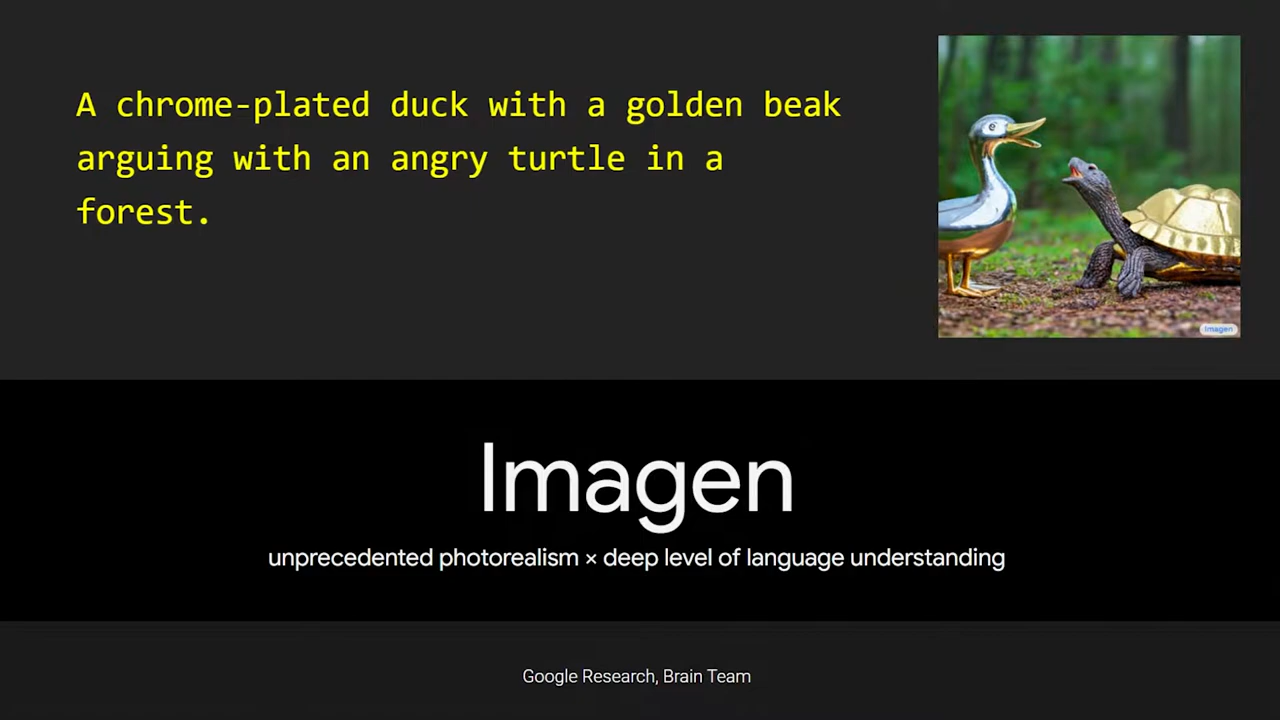 A chrome-plated duck with a golden beak
arguing with an angry turtle in a
forest.
Imagen
Imagen
unprecedented photorealism × deep level of language understanding
Google Research, Brain Team